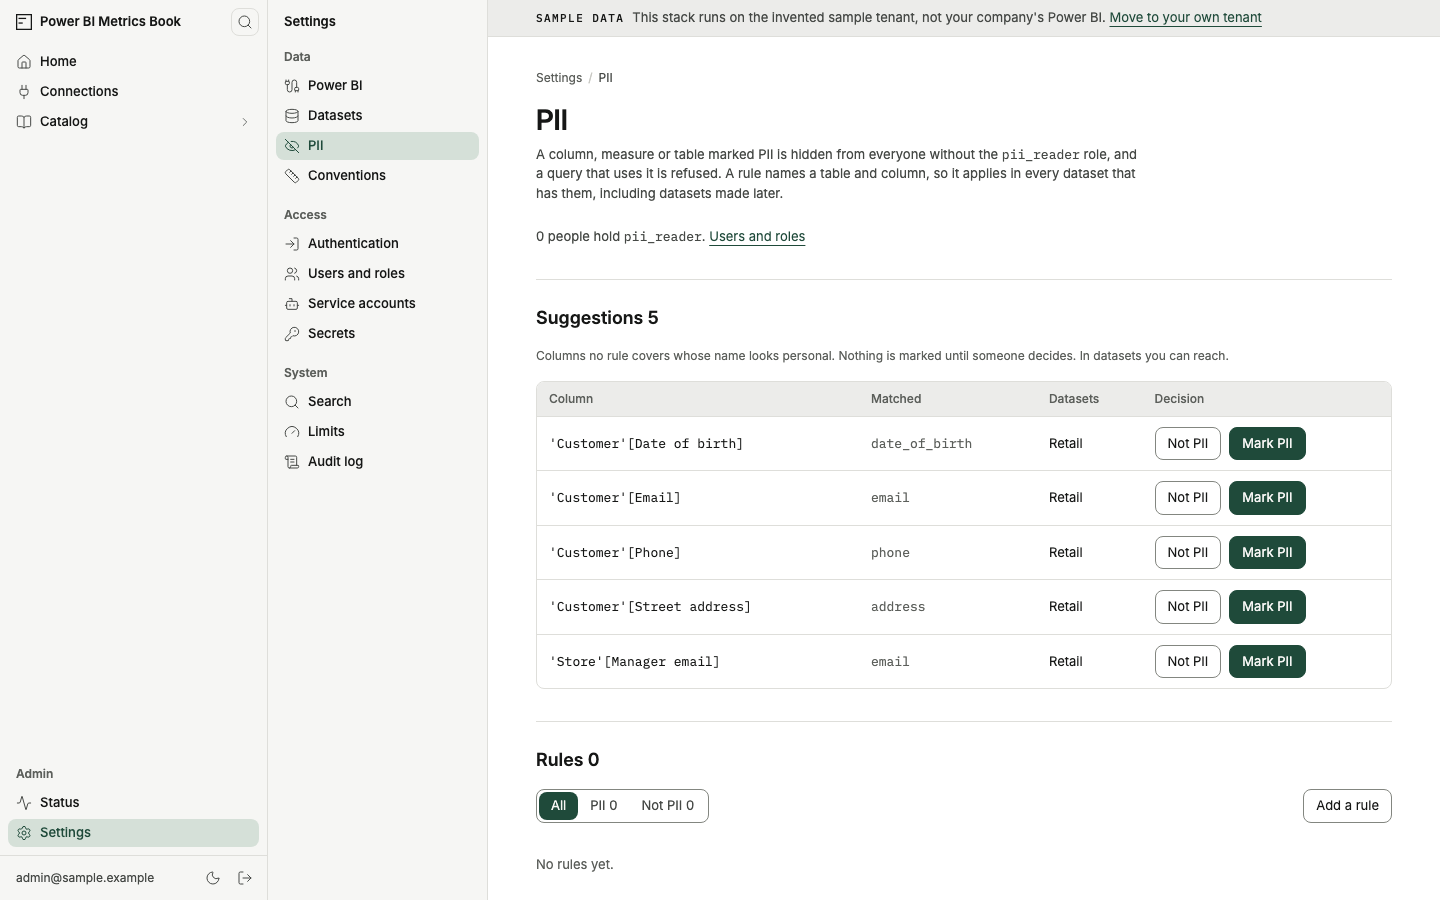 Power BI Metrics Book
Home
Connections
Catalog
Admin
Status
Settings
admin@sample.example
Settings
Data
Power BI
Datasets
PII
Conventions
Access
Authentication
Users and roles
Service accounts
Secrets
System
Search
Limits
Audit log
SAMPLE DATA This stack runs on the invented sample tenant, not your company's Power BI. Move to your own tenant
Settings / PII
PII
A column, measure or table marked PII is hidden from everyone without the pii_reader role, and
a query that uses it is refused. A rule names a table and column, so it applies in every dataset that
has them, including datasets made later.
0 people hold pii_reader. Users and roles
Suggestions 5
Columns no rule covers whose name looks personal. Nothing is marked until someone decides. In datasets you can reach.
Column Matched Datasets Decision
'Customer'[Date of birth] date_of_birth Retail Not PII Mark PII
'Customer'[Email] email Retail Not PII Mark PII
'Customer'[Phone] phone Retail Not PII Mark PII
'Customer'[Street address] address Retail Not PII Mark PII
'Store'[Manager email] email Retail Not PII Mark PII
Rules 0
All PII 0 Not PII 0 Add a rule
No rules yet.